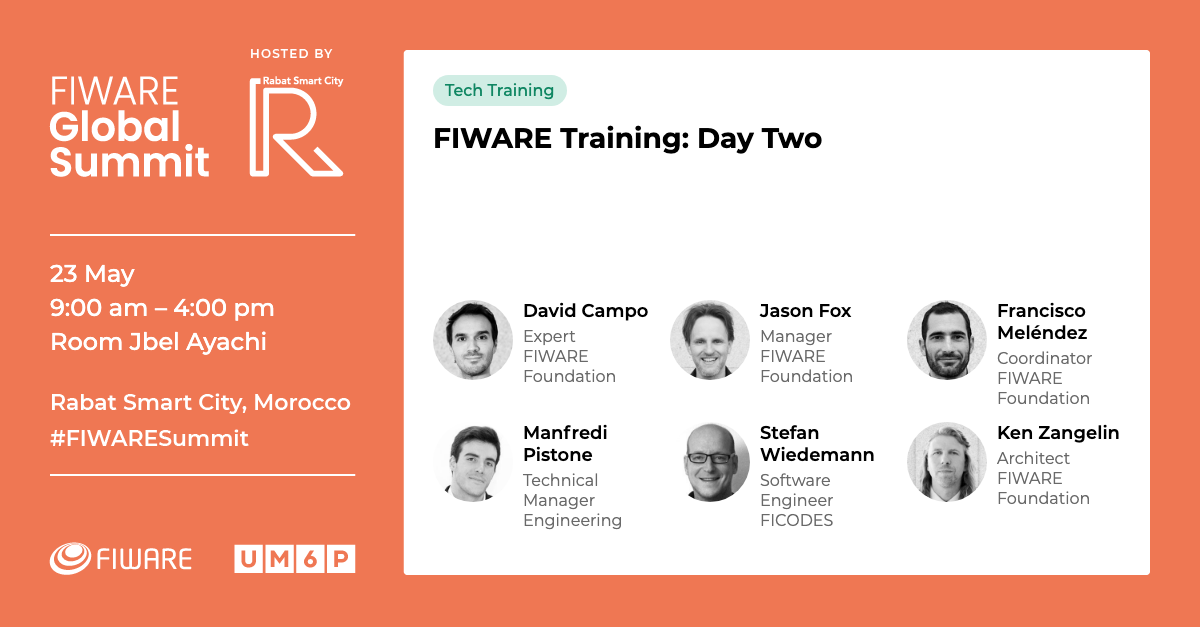 HOSTED BY
Rabat Smart City
R
FIWARE
Global
Summit
23 May
9:00 am – 4:00 pm
Room Jbel Ayachi
Rabat Smart City, Morocco
#FIWARESummit
FIWARE
UM6P
Tech Training
FIWARE Training: Day Two
David Campo
Expert
FIWARE
Foundation
Jason Fox
Manager
FIWARE
Foundation
Francisco
Meléndez
Coordinator
FIWARE
Foundation
Manfredi
Pistone
Technical
Manager
Engineering
Stefan
Wiedemann
Software
Engineer
FICODES
Ken Zangelin
Architect
FIWARE
Foundation